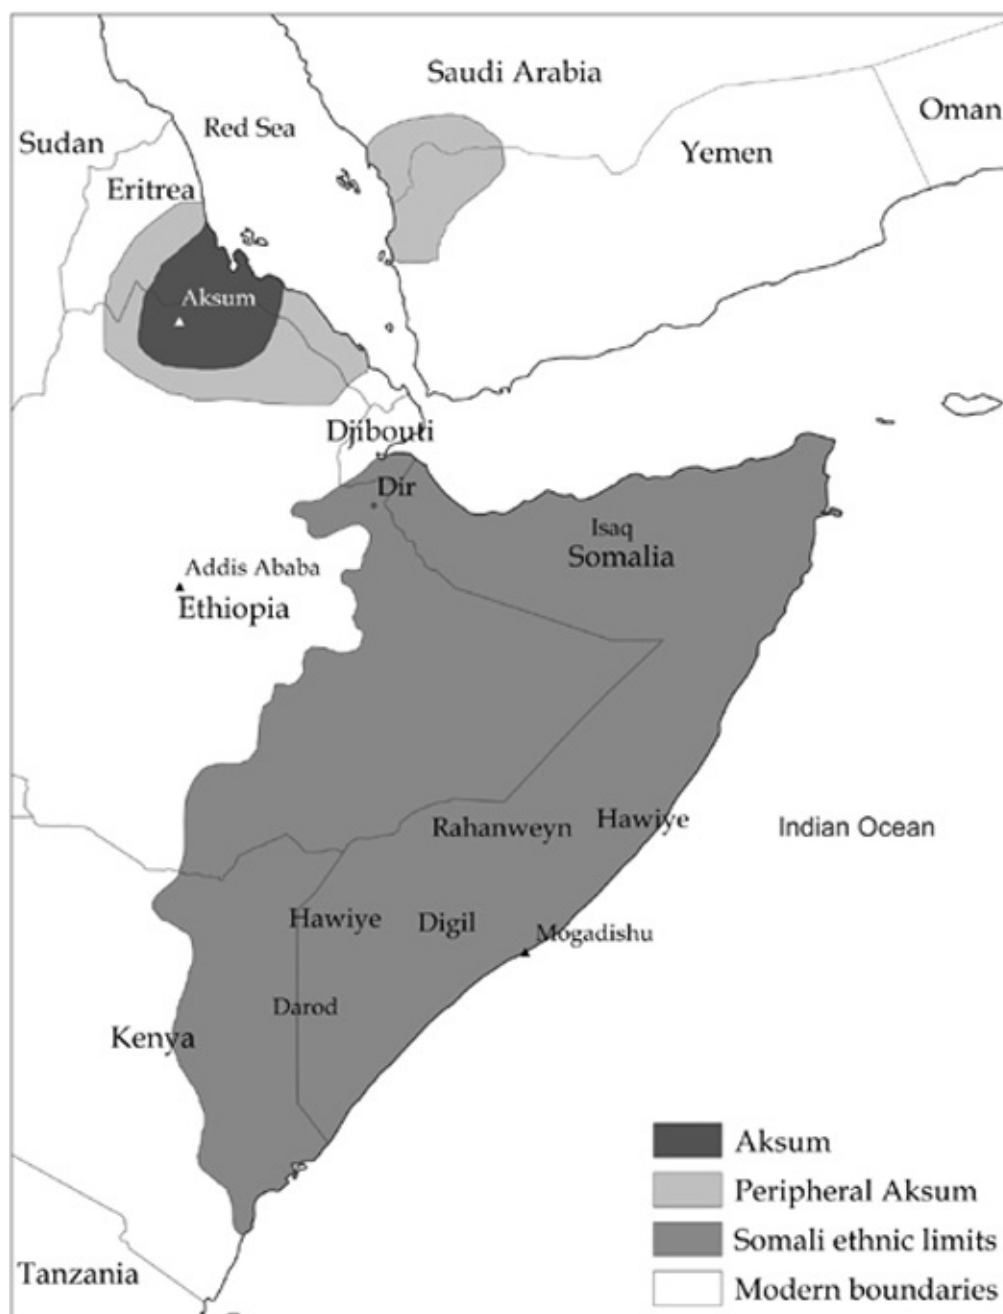 Saudi Arabia
Oman
Red Sea
Sudan
Yemen
Eritrea
Aksum
Djibouti
Dir
Isaq
Somalia
Addis Ababa
Ethiopia
Rahanweyn
Hawiye
Indian Ocean
Hawiye
Digil
Mogadishu
Darod
Kenya
Aksum
Peripheral Aksum
Somali ethnic limits
Tanzania
Modern boundaries